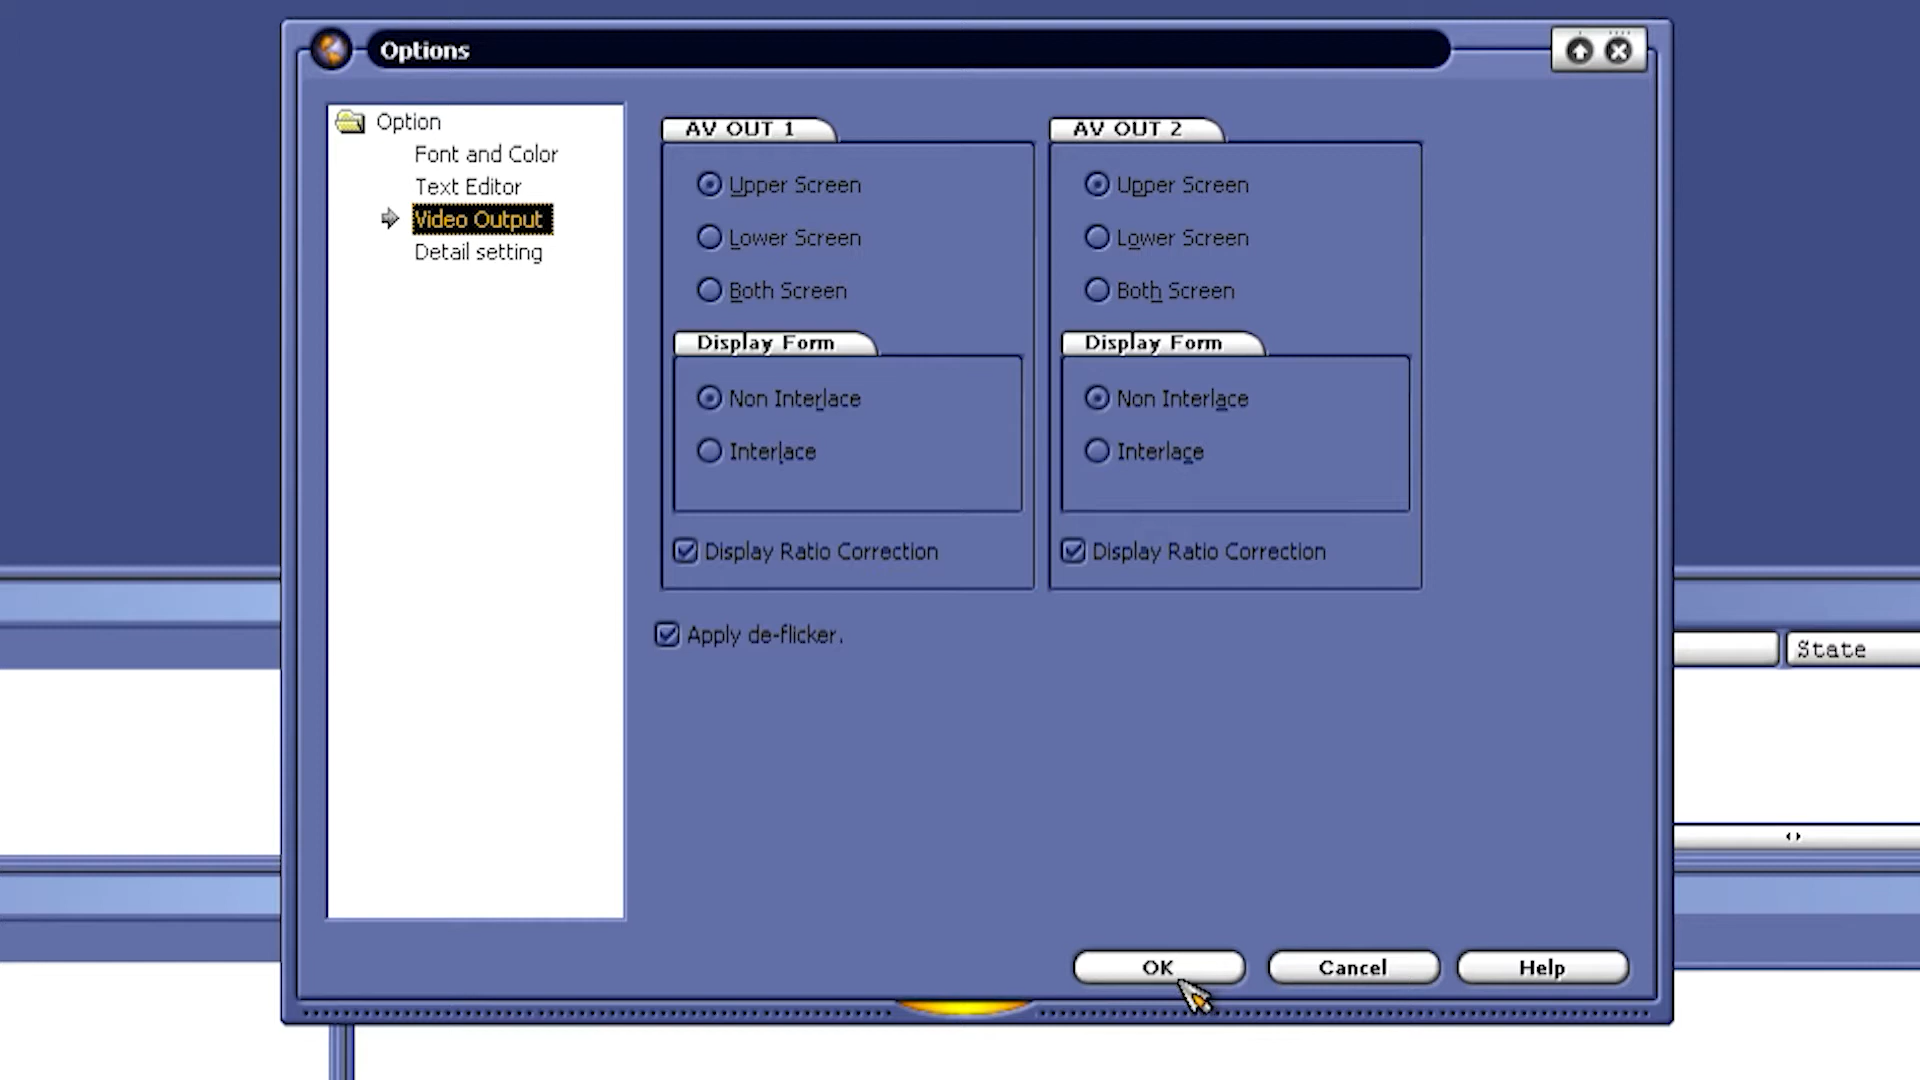 Options
Option
Font and Color
Text Editor
Video Output
Detail setting
AV OUT 1
Upper Screen
Lower Screen
Both Screen
Display Form
Non Interlace
Interlace
Display Ratio Correction
AV OUT 2
Upper Screen
Lower Screen
Both Screen
Display Form
Non Interlace
Interlace
Display Ratio Correction
Apply de-flicker.
State
OK
Cancel
Help